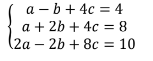 a − b + 4c = 4
a + 2b + 4c = 8
2a − 2b + 8c = 10